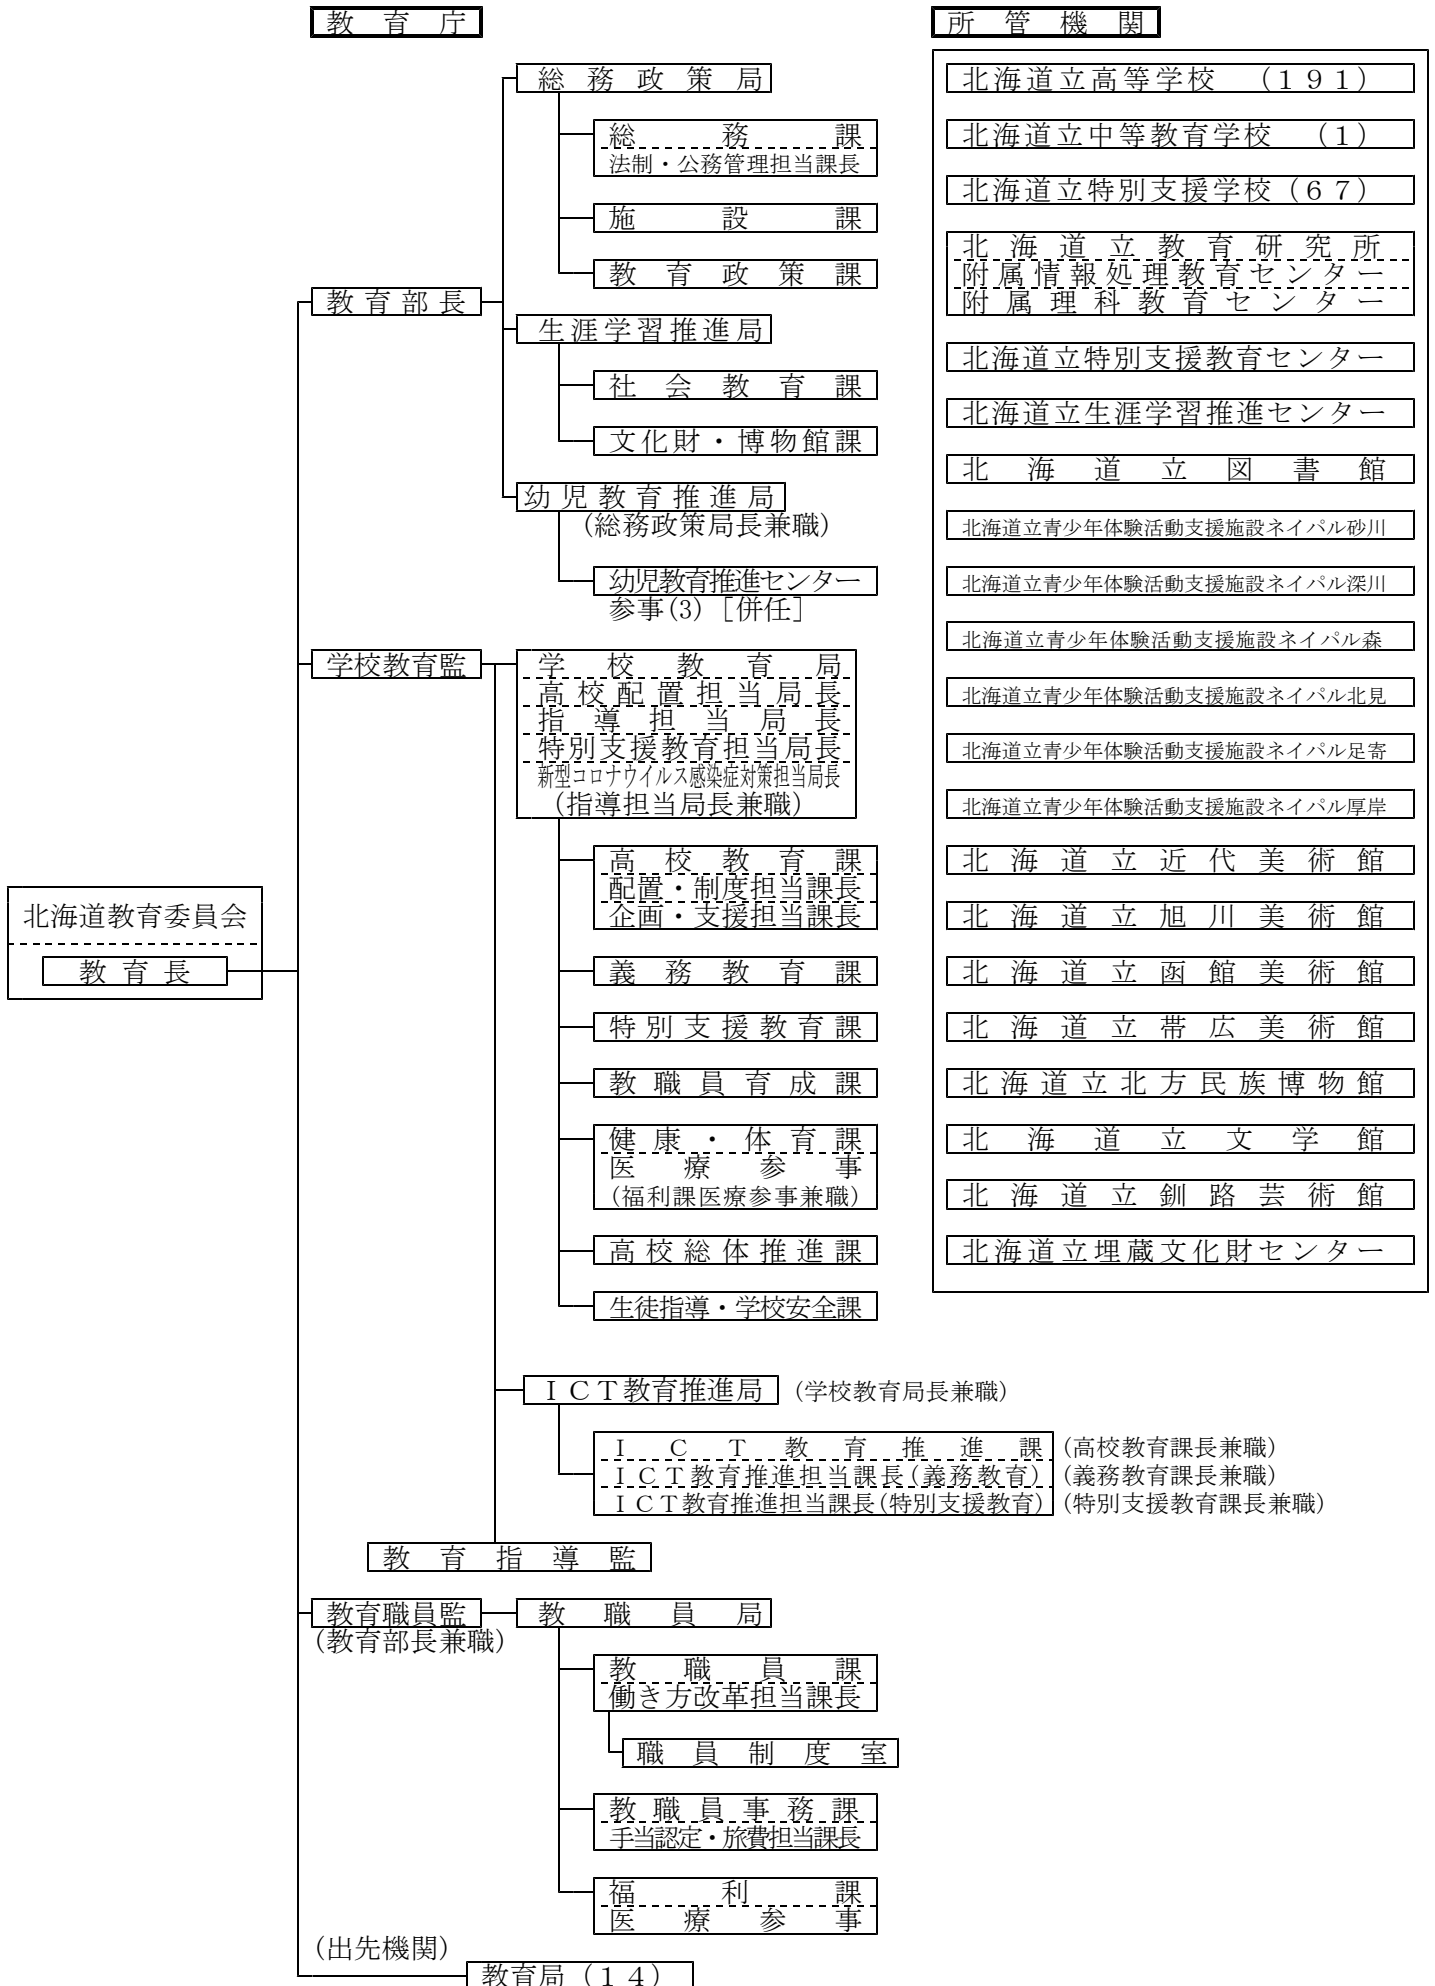 教育庁
総務政策局
総務課
法制・公務管理担当課長
施設課
教育政策課
教育部長
生涯学習推進局
社会教育課
文化財・博物館課
幼児教育推進局
(総務政策局長兼職)
幼児教育推進センター
参事(3)［併任］
学校教育監
学校教育局
高校配置担当局長
指導担当局長
特別支援教育担当局長
新型コロナウイルス感染症対策担当局長
(指導担当局長兼職)
高校教育課
配置・制度担当課長
企画・支援担当課長
北海道教育委員会
教育長
義務教育課
特別支援教育課
教職員育成課
健康・体育課
医療参事
(福利課医療参事兼職)
高校総体推進課
生徒指導・学校安全課
ＩＣＴ教育推進局 (学校教育局長兼職)
ＩＣＴ教育推進課 (高校教育課長兼職)
ＩＣＴ教育推進担当課長(義務教育) (義務教育課長兼職)
ＩＣＴ教育推進担当課長(特別支援教育) (特別支援教育課長兼職)
教育指導監
教育職員監
(教育部長兼職)
教職員局
教職員課
働き方改革担当課長
職員制度室
教職員事務課
手当認定・旅費担当課長
福利課
医療参事
(出先機関)
教育局（１４）
所管機関
北海道立高等学校　（１９１）
北海道立中等教育学校　（１）
北海道立特別支援学校（６７）
北海道立教育研究所
附属情報処理教育センター
附属理科教育センター
北海道立特別支援教育センター
北海道立生涯学習推進センター
北海道立図書館
北海道立青少年体験活動支援施設ネイパル砂川
北海道立青少年体験活動支援施設ネイパル深川
北海道立青少年体験活動支援施設ネイパル森
北海道立青少年体験活動支援施設ネイパル北見
北海道立青少年体験活動支援施設ネイパル足寄
北海道立青少年体験活動支援施設ネイパル厚岸
北海道立近代美術館
北海道立旭川美術館
北海道立函館美術館
北海道立帯広美術館
北海道立北方民族博物館
北海道立文学館
北海道立釧路芸術館
北海道立埋蔵文化財センター